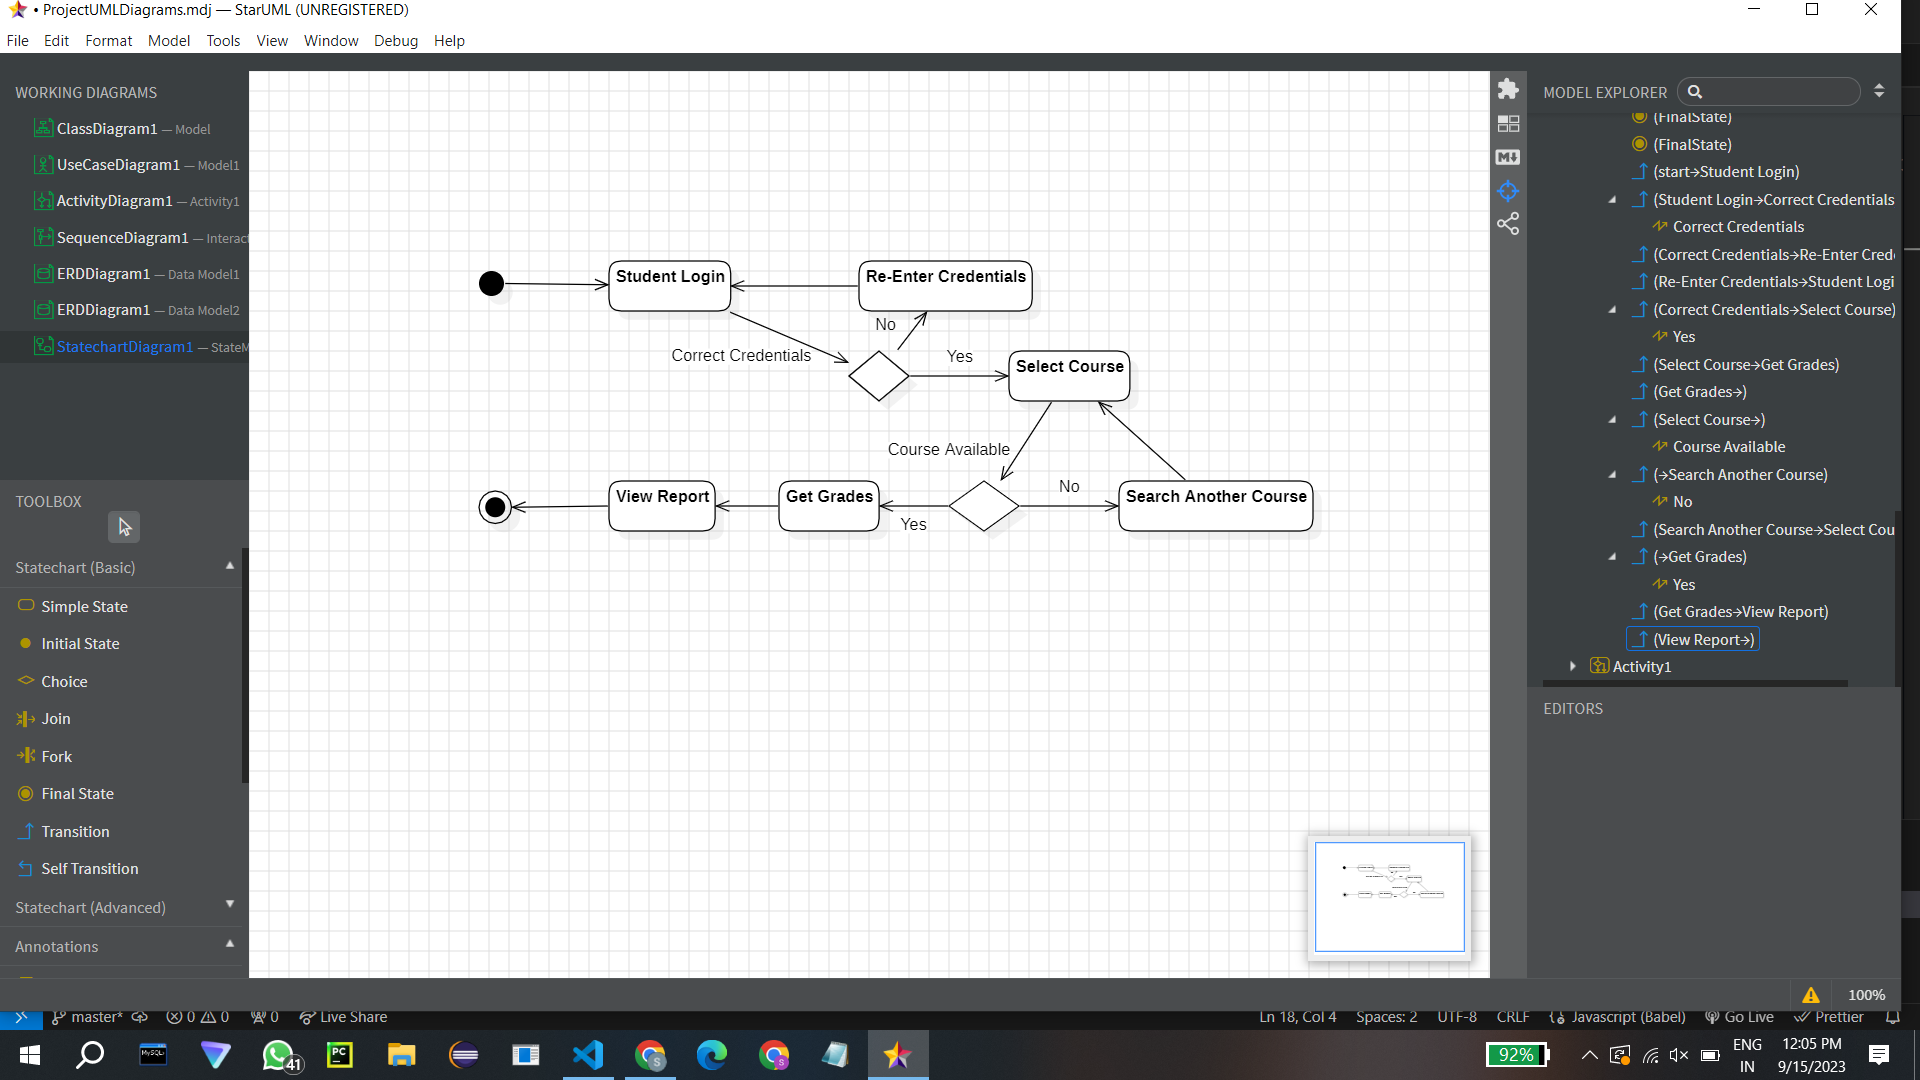 • ProjectUMLDiagrams.mdj — StarUML (UNREGISTERED)
File Edit Format Model Tools View Window Debug Help
WORKING DIAGRAMS
ClassDiagram1 — Model
UseCaseDiagram1 — Model1
ActivityDiagram1 — Activity1
SequenceDiagram1 — Interac
ERDDiagram1 — Data Model1
ERDDiagram1 — Data Model2
StatechartDiagram1 — StateM
TOOLBOX
Statechart (Basic)
Simple State
Initial State
Choice
Join
Fork
Final State
Transition
Self Transition
Statechart (Advanced)
Annotations
Student Login
Re-Enter Credentials
No
Correct Credentials
Yes
Select Course
Course Available
View Report
Get Grades
Yes
No
Search Another Course
MODEL EXPLORER
(FinalState)
(FinalState)
(start→Student Login)
(Student Login→Correct Credentials
Correct Credentials
(Correct Credentials→Re-Enter Cred
(Re-Enter Credentials→Student Logi
(Correct Credentials→Select Course)
Yes
(Select Course→Get Grades)
(Get Grades→)
(Select Course→)
Course Available
(→Search Another Course)
No
(Search Another Course→Select Cou
(→Get Grades)
Yes
(Get Grades→View Report)
(View Report→)
Activity1
EDITORS
100%
master* 0 0 0 Live Share
Ln 18, Col 4 Spaces: 2 UTF-8 CRLF Javascript (Babel) Go Live Prettier
MySQL
41
PC
S
S
92%
ENG
IN
12:05 PM
9/15/2023